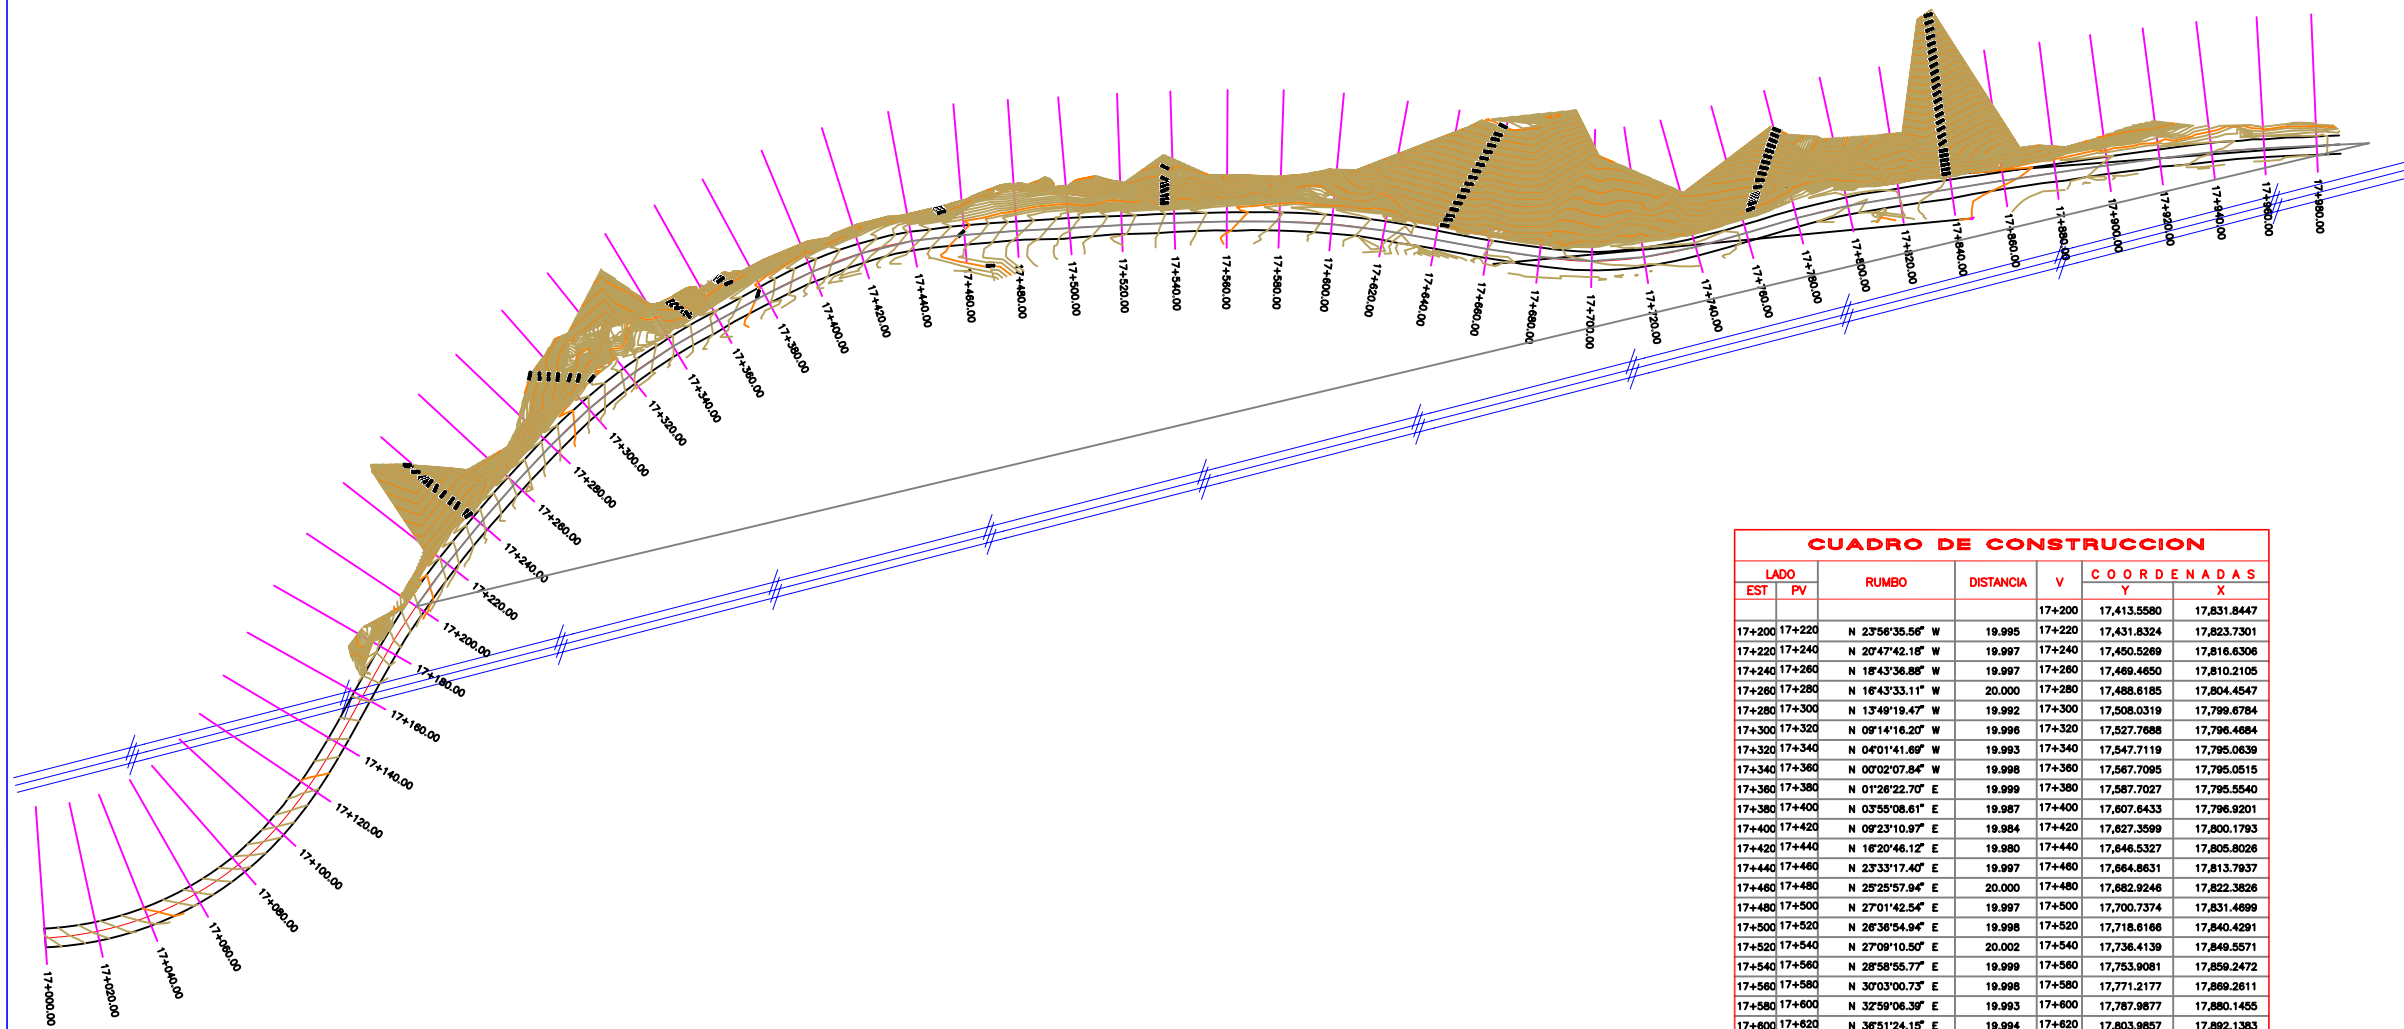 17+000.00
17+020.00
17+040.00
17+060.00
17+080.00
17+100.00
17+120.00
17+140.00
17+160.00
17+180.00
17+200.00
17+220.00
17+240.00
17+260.00
17+280.00
17+300.00
17+320.00
17+340.00
17+360.00
17+380.00
17+400.00
17+420.00
17+440.00
17+460.00
17+480.00
17+500.00
17+520.00
17+540.00
17+560.00
17+580.00
17+600.00
17+620.00
17+640.00
17+660.00
17+680.00
17+700.00
17+720.00
17+740.00
17+760.00
17+780.00
17+800.00
17+820.00
17+840.00
17+860.00
17+880.00
17+900.00
17+920.00
17+940.00
17+960.00
17+980.00
CUADRO DE CONSTRUCCION
LADO RUMBO DISTANCIA V C O O R D E N A D A S
EST PV Y X
17+200 17,413.5580 17,831.8447
17+200 17+220 N 23°56'35.56" W 19.995 17+220 17,431.8324 17,823.7301
17+220 17+240 N 20°47'42.18" W 19.997 17+240 17,450.5269 17,816.6306
17+240 17+260 N 18°43'36.88" W 19.997 17+260 17,469.4650 17,810.2105
17+260 17+280 N 16°43'33.11" W 20.000 17+280 17,488.6185 17,804.4547
17+280 17+300 N 13°49'19.47" W 19.992 17+300 17,508.0319 17,799.6784
17+300 17+320 N 09°14'16.20" W 19.996 17+320 17,527.7688 17,796.4684
17+320 17+340 N 04°01'41.69" W 19.993 17+340 17,547.7119 17,795.0639
17+340 17+360 N 00°02'07.84" W 19.998 17+360 17,567.7095 17,795.0515
17+360 17+380 N 01°26'22.70" E 19.999 17+380 17,587.7027 17,795.5540
17+380 17+400 N 03°55'08.61" E 19.987 17+400 17,607.6433 17,796.9201
17+400 17+420 N 09°23'10.97" E 19.984 17+420 17,627.3599 17,800.1793
17+420 17+440 N 16°20'46.12" E 19.980 17+440 17,646.5327 17,805.8026
17+440 17+460 N 23°33'17.40" E 19.997 17+460 17,664.8631 17,813.7937
17+460 17+480 N 25°25'57.94" E 20.000 17+480 17,682.9246 17,822.3826
17+480 17+500 N 27°01'42.54" E 19.997 17+500 17,700.7374 17,831.4699
17+500 17+520 N 26°36'54.94" E 19.998 17+520 17,718.6166 17,840.4291
17+520 17+540 N 27°09'10.50" E 20.002 17+540 17,736.4139 17,849.5571
17+540 17+560 N 28°58'55.77" E 19.999 17+560 17,753.9081 17,859.2472
17+560 17+580 N 30°03'00.73" E 19.998 17+580 17,771.2177 17,869.2611
17+580 17+600 N 32°59'06.39" E 19.993 17+600 17,787.9877 17,880.1455
17+600 17+620 N 36°51'24.15" E 19.994 17+620 17,803.9857 17,892.1383